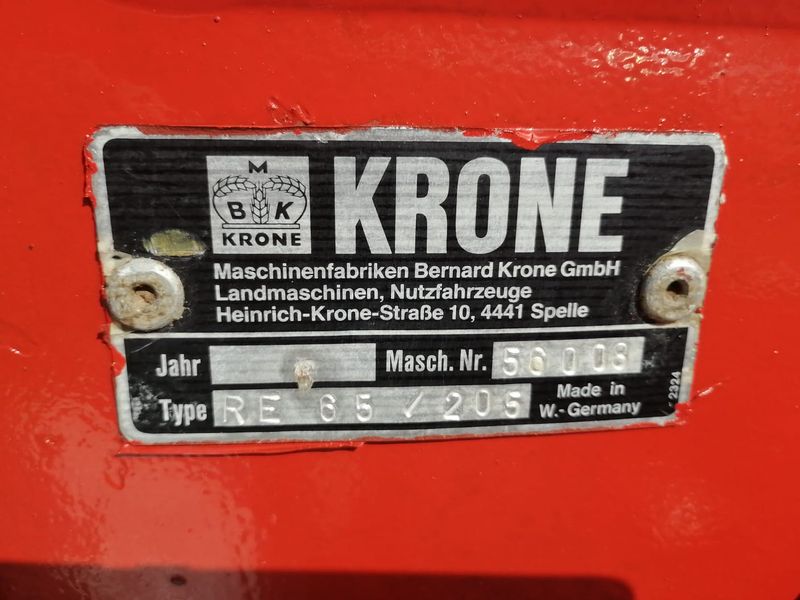 M
B K
KRONE
KRONE
Maschinenfabriken Bernard Krone GmbH
Landmaschinen, Nutzfahrzeuge
Heinrich-Krone-Straße 10, 4441 Spelle
Jahr Masch. Nr. 56003
Type RE 65 / 205
Made in
W.-Germany
2324